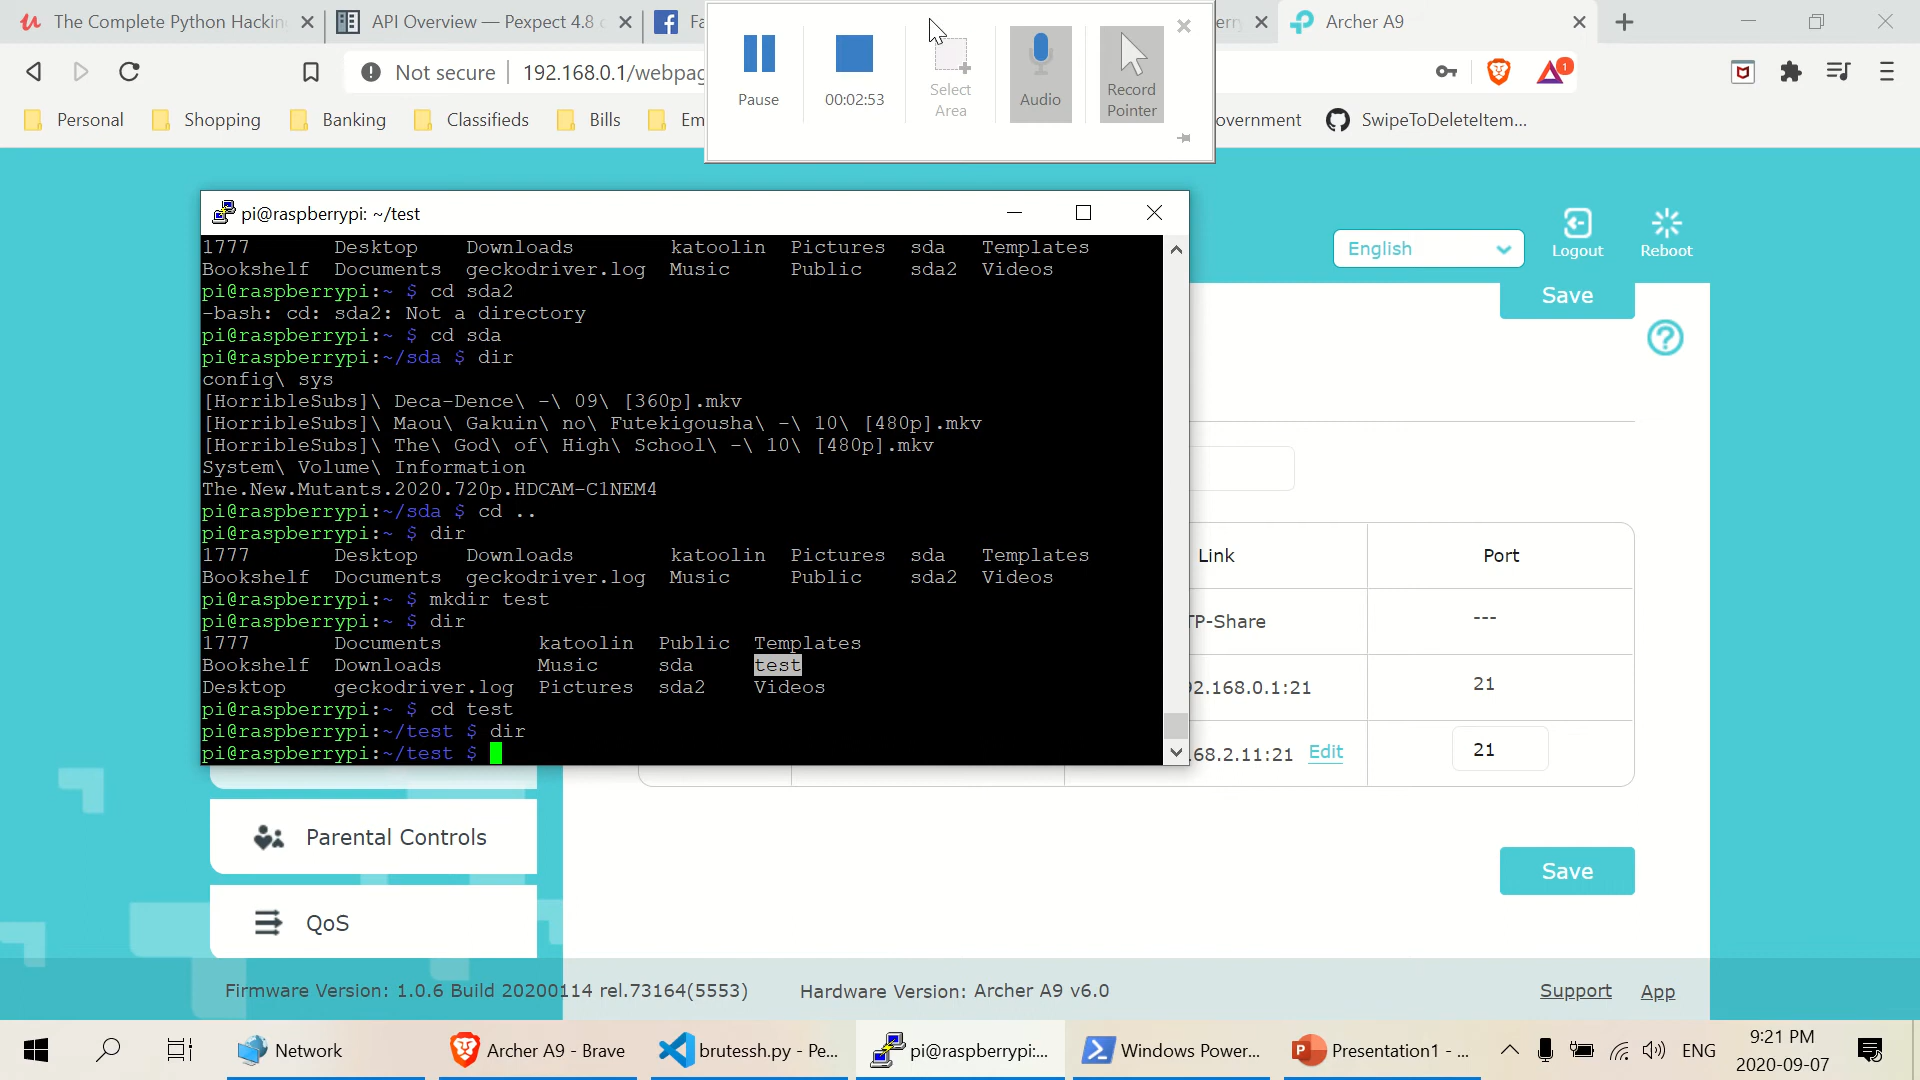 The Complete Python Hackin
API Overview — Pexpect 4.8
Archer A9
Not secure
192.168.0.1/webpag
1
Personal
Shopping
Banking
Classifieds
Bills
Em
overnment
SwipeToDeleteItem...
Pause
00:02:53
Select
Area
Audio
Record
Pointer
English
Logout
Reboot
Save
pi@raspberrypi: ~/test
1777 Desktop Downloads katoolin Pictures sda Templates
Bookshelf Documents geckodriver.log Music Public sda2 Videos
pi@raspberrypi:~ $ cd sda2
-bash: cd: sda2: Not a directory
pi@raspberrypi:~ $ cd sda
pi@raspberrypi:~/sda $ dir
config\ sys
[HorribleSubs]\ Deca-Dence\ -\ 09\ [360p].mkv
[HorribleSubs]\ Maou\ Gakuin\ no\ Futekigousha\ -\ 10\ [480p].mkv
[HorribleSubs]\ The\ God\ of\ High\ School\ -\ 10\ [480p].mkv
System\ Volume\ Information
The.New.Mutants.2020.720p.HDCAM-C1NEM4
pi@raspberrypi:~/sda $ cd ..
pi@raspberrypi:~ $ dir
1777 Desktop Downloads katoolin Pictures sda Templates
Bookshelf Documents geckodriver.log Music Public sda2 Videos
pi@raspberrypi:~ $ mkdir test
pi@raspberrypi:~ $ dir
1777 Documents katoolin Public Templates
Bookshelf Downloads Music sda test
Desktop geckodriver.log Pictures sda2 Videos
pi@raspberrypi:~ $ cd test
pi@raspberrypi:~/test $ dir
pi@raspberrypi:~/test $
Link Port
TP-Share ---
2.168.0.1:21 21
.68.2.11:21 Edit 21
Parental Controls
QoS
Save
Firmware Version: 1.0.6 Build 20200114 rel.73164(5553)
Hardware Version: Archer A9 v6.0
Support
App
Network
Archer A9 - Brave
brutessh.py - Pe...
pi@raspberrypi:...
Windows Power...
Presentation1 - ...
ENG
9:21 PM
2020-09-07